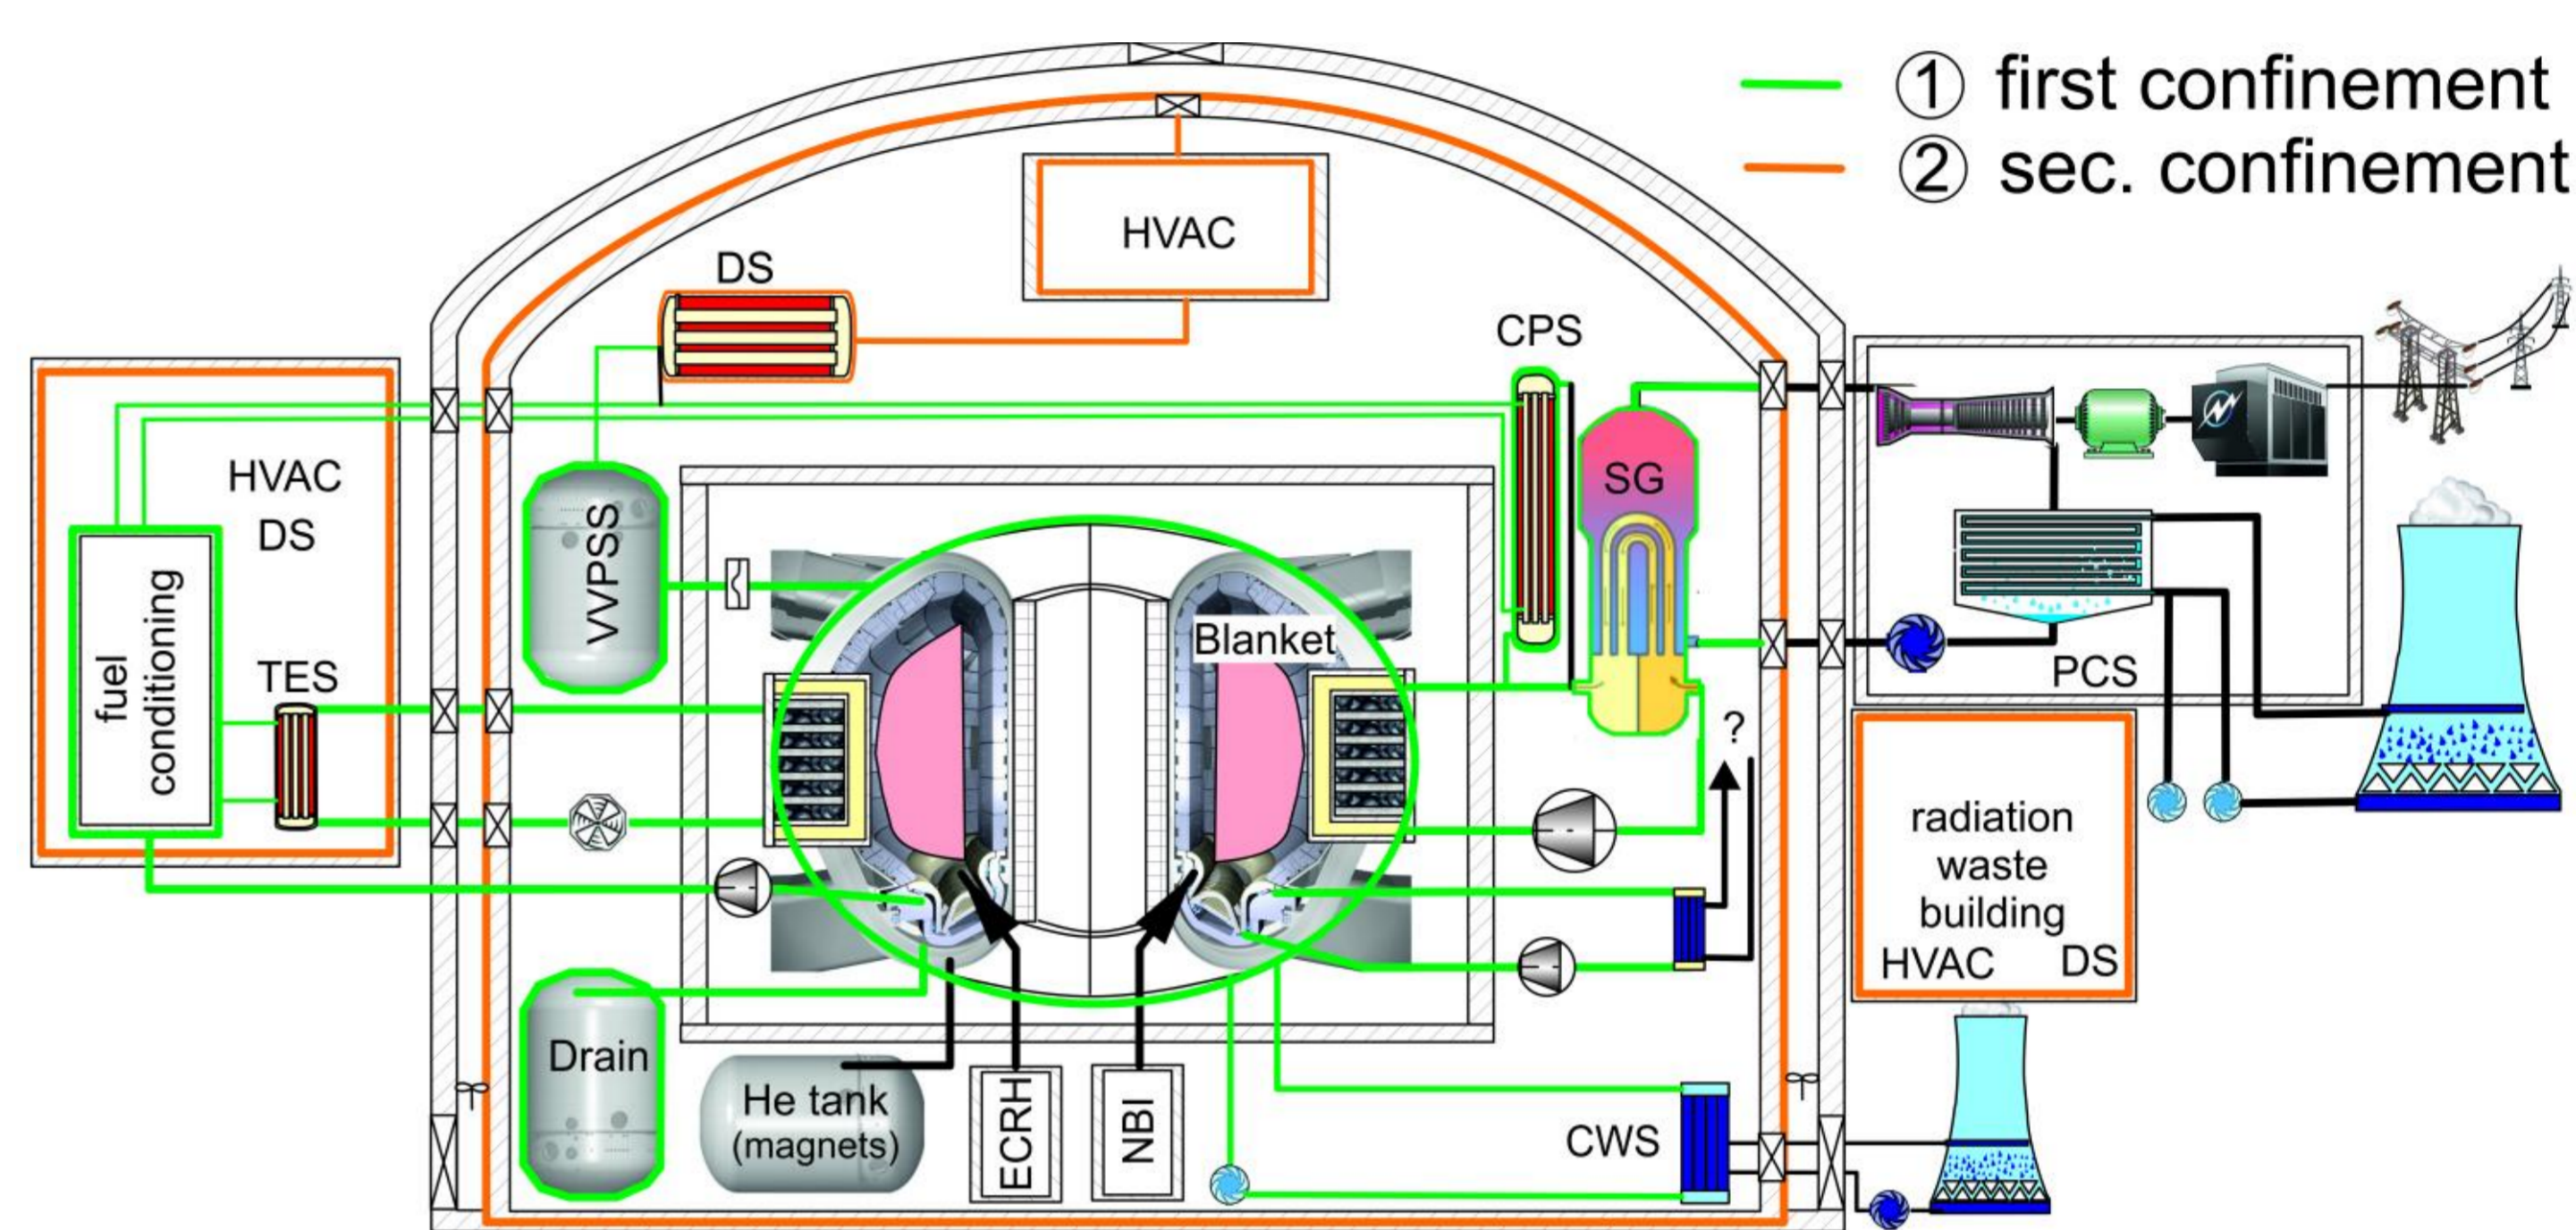 ① first confinement
② sec. confinement
HVAC
DS
CPS
HVAC
DS
SG
VVPSS
fuel
conditioning
TES
Blanket
PCS
?
radiation
waste
building
HVAC DS
Drain
He tank
(magnets)
ECRH
NBI
CWS